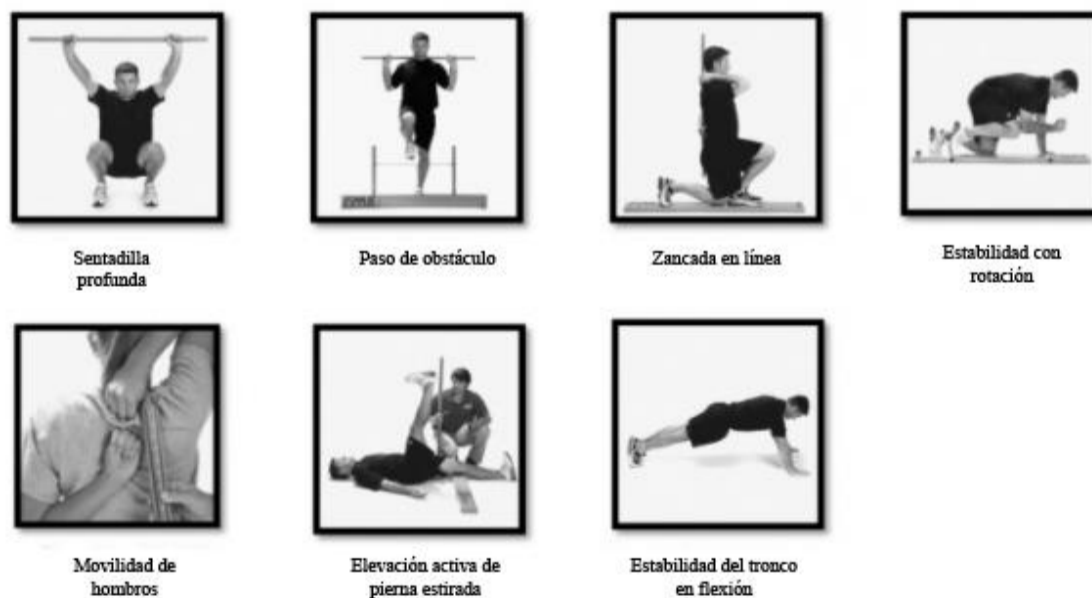 Sentadilla
profunda
Paso de obstáculo
Zancada en línea
Estabilidad con
rotación
Movilidad de
hombros
Elevación activa de
pierna estirada
Estabilidad del tronco
en flexión